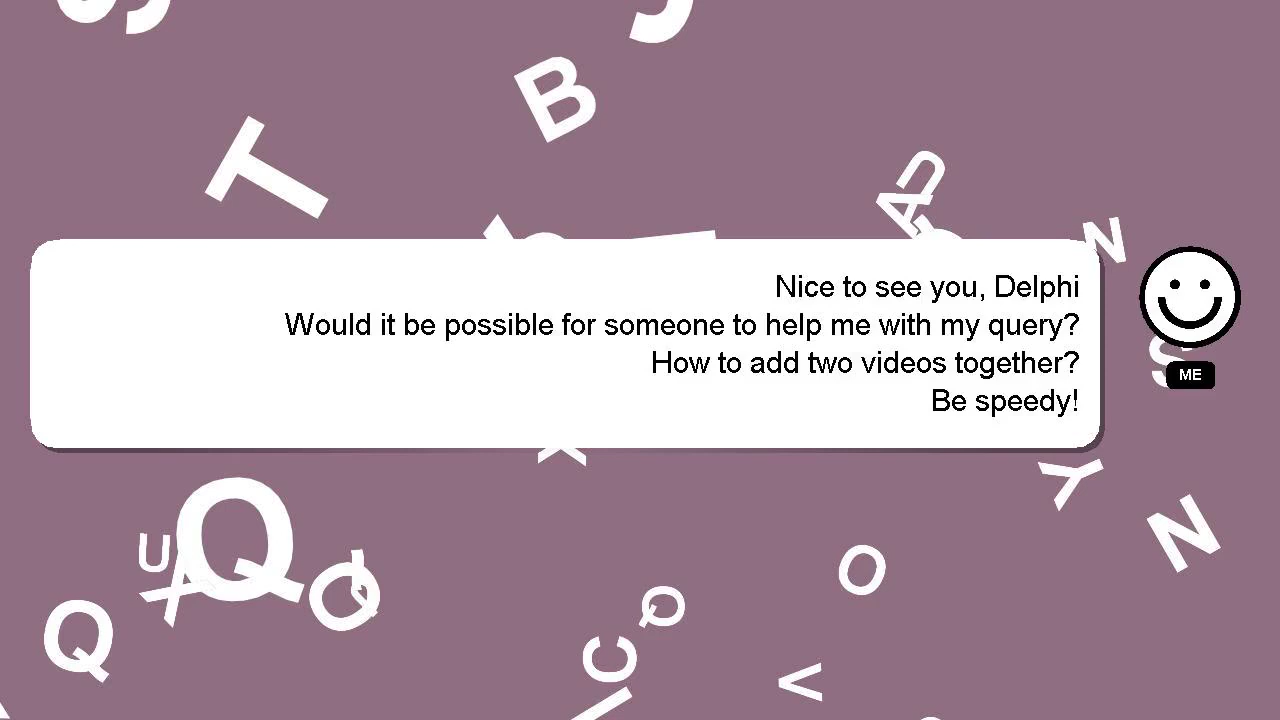 Nice to see you, Delphi
Would it be possible for someone to help me with my query?
How to add two videos together?
Be speedy!
ME
T
B
U
A
N
S
X
Y
N
Q
U
X
Q
Q
O
Q
C
V